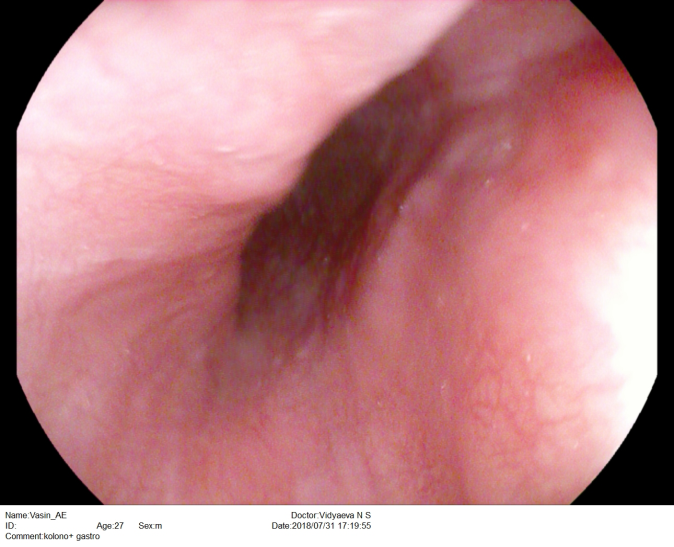 Name:Vasin_AE Doctor:Vidyaeva N S
ID: Age:27 Sex:m Date:2018/07/31 17:19:55
Comment:kolono+ gastro